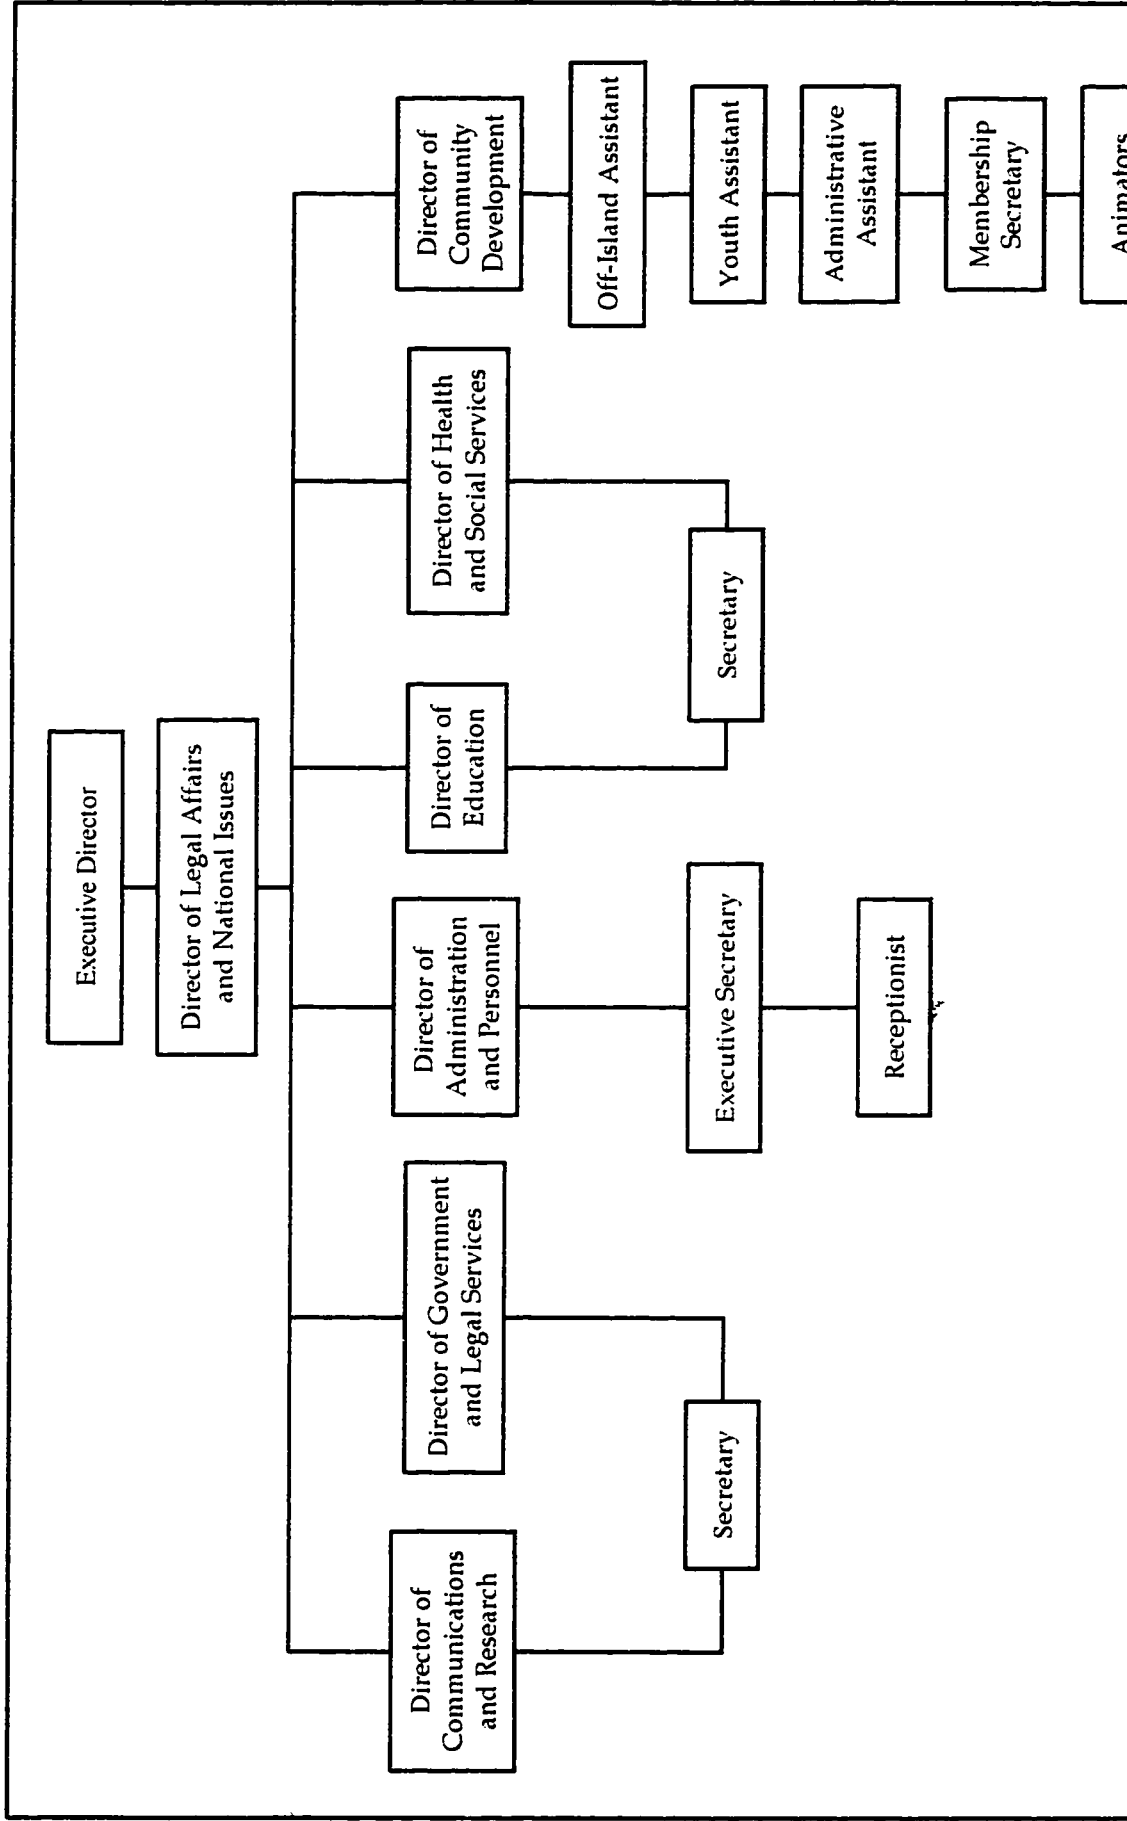 Executive Director
Director of Legal Affairs
and National Issues
Director of
Communications
and Research
Director of Government
and Legal Services
Director of
Administration
and Personnel
Director of
Education
Director of Health
and Social Services
Director of
Community
Development
Secretary
Executive Secretary
Receptionist
Secretary
Off-Island Assistant
Youth Assistant
Administrative
Assistant
Membership
Secretary
Animators